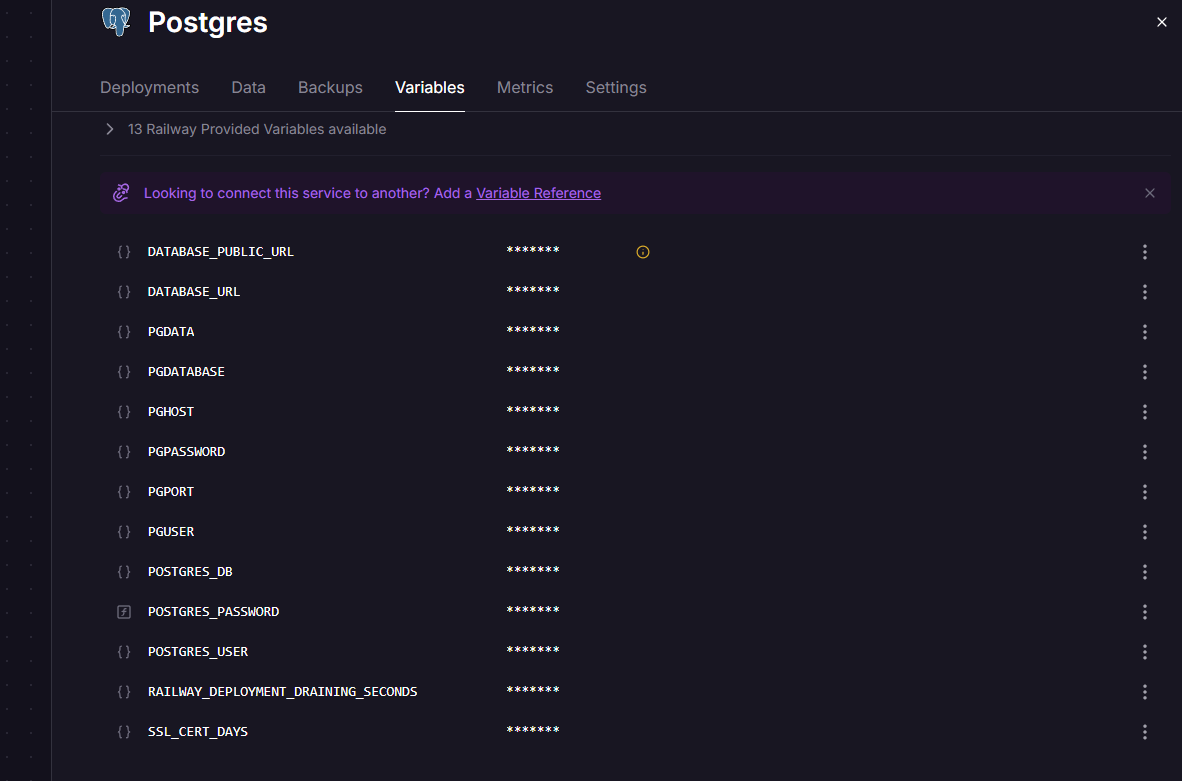 Postgres
Deployments Data Backups Variables Metrics Settings
13 Railway Provided Variables available
Looking to connect this service to another? Add a Variable Reference
{} DATABASE_PUBLIC_URL *******
{} DATABASE_URL *******
{} PGDATA *******
{} PGDATABASE *******
{} PGHOST *******
{} PGPASSWORD *******
{} PGPORT *******
{} PGUSER *******
{} POSTGRES_DB *******
POSTGRES_PASSWORD *******
{} POSTGRES_USER *******
{} RAILWAY_DEPLOYMENT_DRAINING_SECONDS *******
{} SSL_CERT_DAYS *******